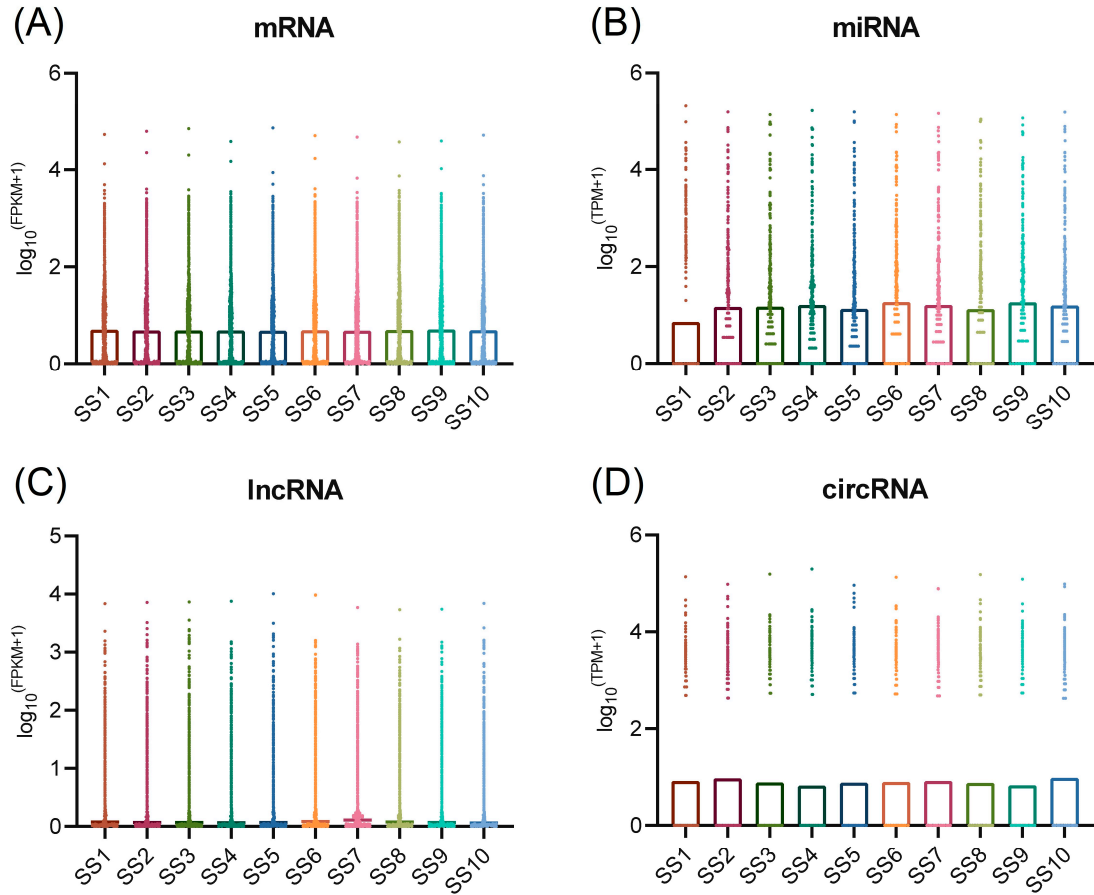 (A)
mRNA
log10(FPKM+1)
6
4
2
0
SS1 SS2 SS3 SS4 SS5 SS6 SS7 SS8 SS9 SS10
(B)
miRNA
log10(TPM+1)
6
4
2
0
SS1 SS2 SS3 SS4 SS5 SS6 SS7 SS8 SS9 SS10
(C)
lncRNA
log10(FPKM+1)
5
4
3
2
1
0
SS1 SS2 SS3 SS4 SS5 SS6 SS7 SS8 SS9 SS10
(D)
circRNA
log10(TPM+1)
6
4
2
0
SS1 SS2 SS3 SS4 SS5 SS6 SS7 SS8 SS9 SS10